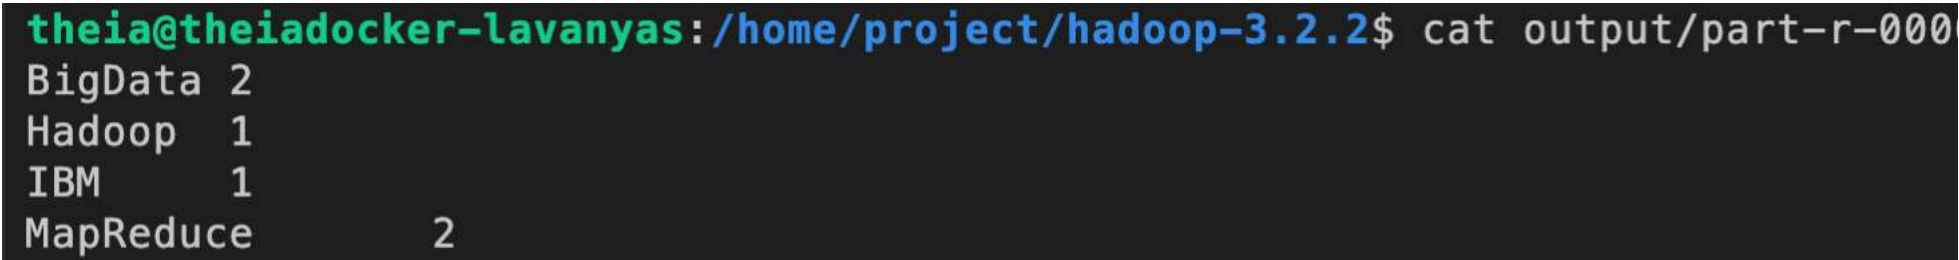 theia@theiadocker-lavanyas:/home/project/hadoop-3.2.2$ cat output/part-r-000
BigData 2
Hadoop 1
IBM 1
MapReduce 2